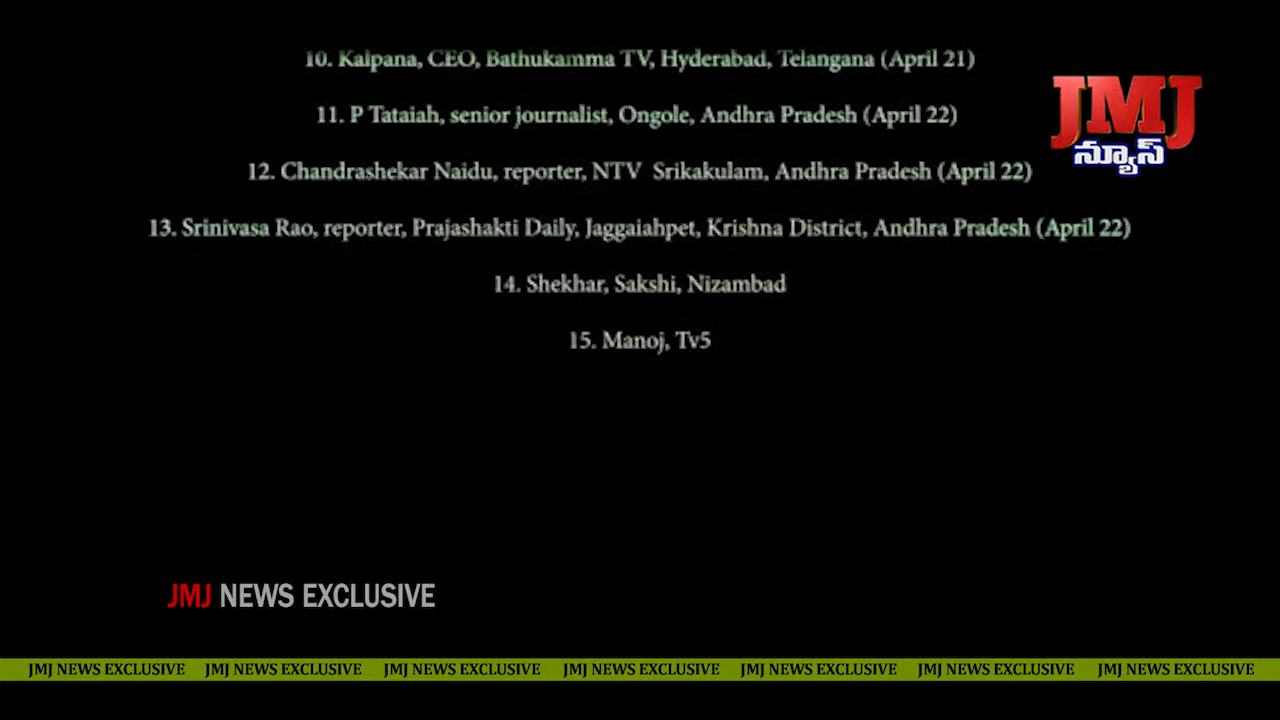 10. Kalpana, CEO, Bathukamma TV, Hyderabad, Telangana (April 21)
JMJ
న్యూస్
11. P Tataiah, senior journalist, Ongole, Andhra Pradesh (April 22)
12. Chandrashekar Naidu, reporter, NTV Srikakulam, Andhra Pradesh (April 22)
13. Srinivasa Rao, reporter, Prajashakti Daily, Jaggaiahpet, Krishna District, Andhra Pradesh (April 22)
14. Shekhar, Sakshi, Nizambad
15. Manoj, Tv5
JMJ NEWS EXCLUSIVE
JMJ NEWS EXCLUSIVE JMJ NEWS EXCLUSIVE JMJ NEWS EXCLUSIVE JMJ NEWS EXCLUSIVE JMJ NEWS EXCLUSIVE JMJ NEWS EXCLUSIVE JMJ NEWS EXCLUSIVE